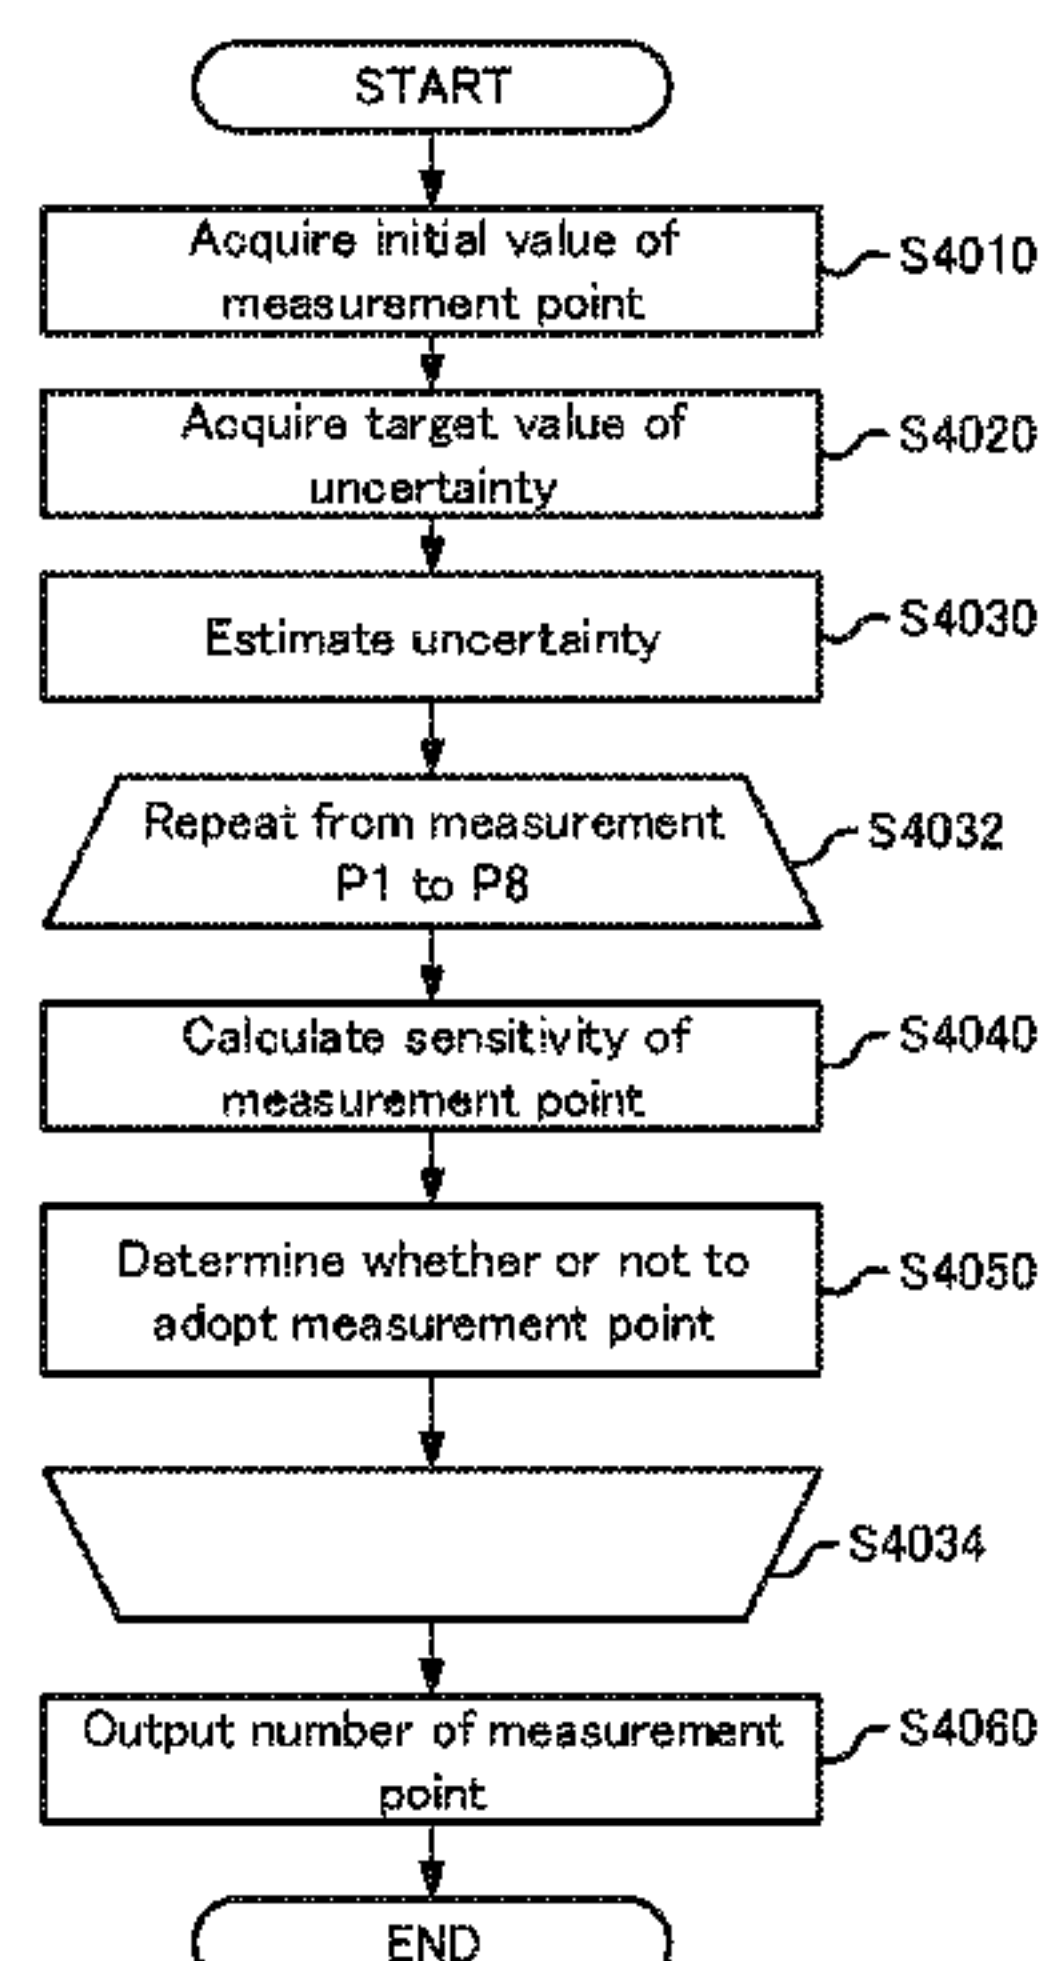 START
Acquire initial value of
measurement point
S4010
Acquire target value of
uncertainty
S4020
Estimate uncertainty
S4030
Repeat from measurement
P1 to P8
S4032
Calculate sensitivity of
measurement point
S4040
Determine whether or not to
adopt measurement point
S4050
S4034
Output number of measurement
point
S4060
END